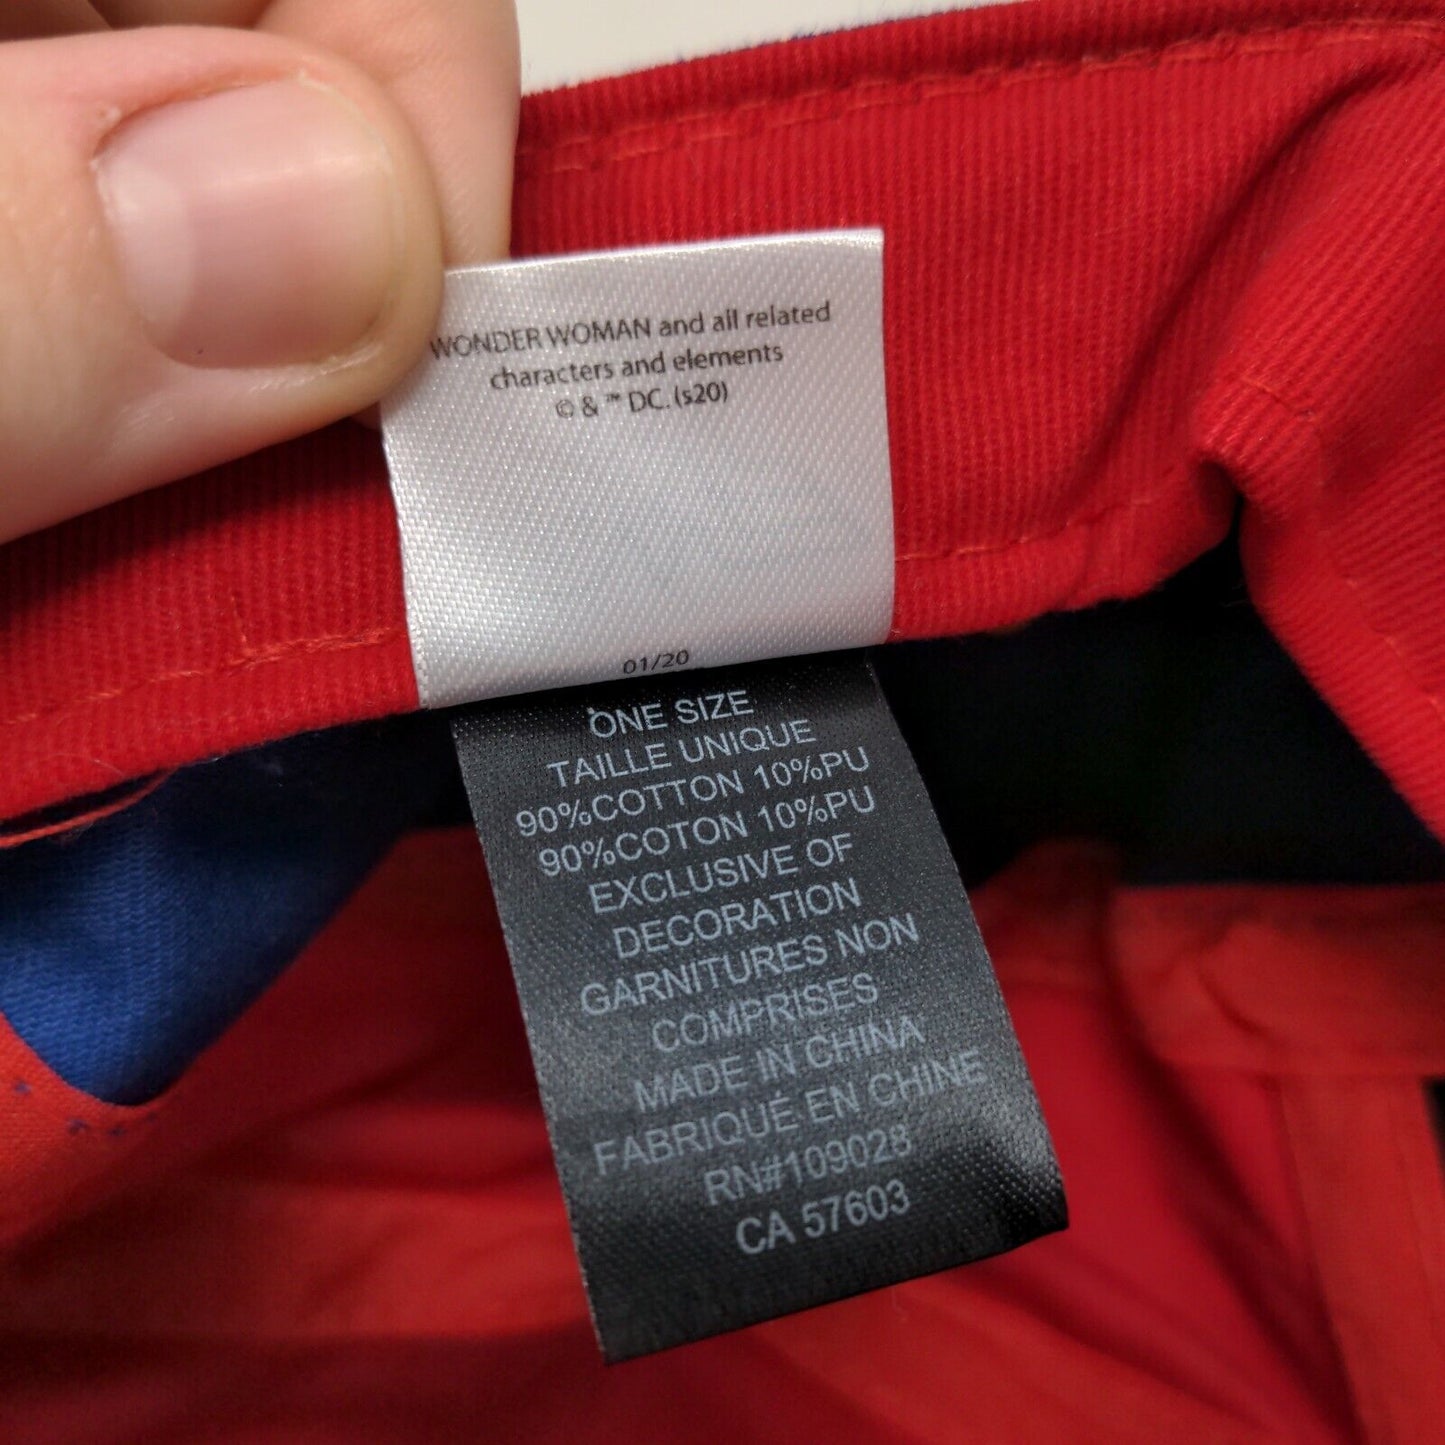 WONDER WOMAN and all related
characters and elements
© & ™ DC. (s20)
01/20
ONE SIZE
TAILLE UNIQUE
90%COTTON 10%PU
90%COTON 10%PU
EXCLUSIVE OF
DECORATION
GARNITURES NON
COMPRISES
MADE IN CHINA
FABRIQUÉ EN CHINE
RN#109028
CA 57603